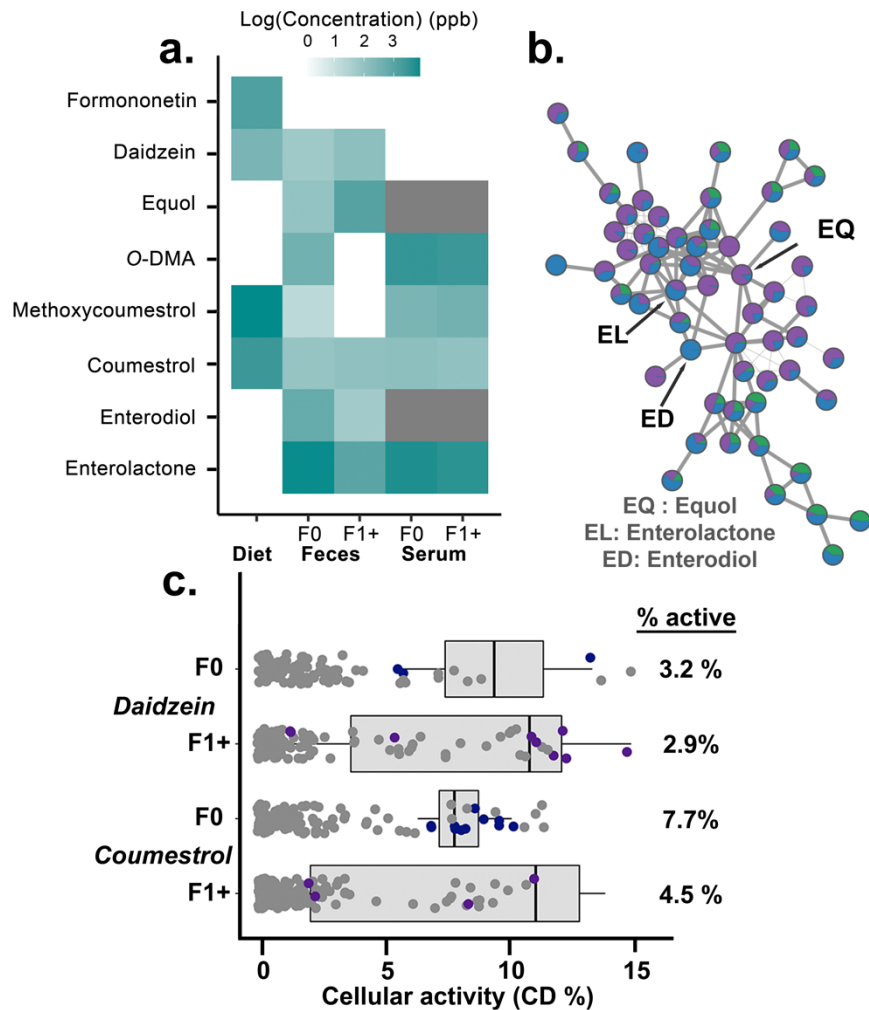 a.
Log(Concentration) (ppb)
0 1 2 3
Formononetin
Daidzein
Equol
O-DMA
Methoxycoumestrol
Coumestrol
Enterodiol
Enterolactone
F0 F1+ F0 F1+
Diet Feces Serum
b.
EQ
EL
ED
EQ : Equol
EL: Enterolactone
ED: Enterodiol
c.
% active
F0 3.2 %
Daidzein
F1+ 2.9%
F0 7.7%
Coumestrol
F1+ 4.5 %
0 5 10 15
Cellular activity (CD %)